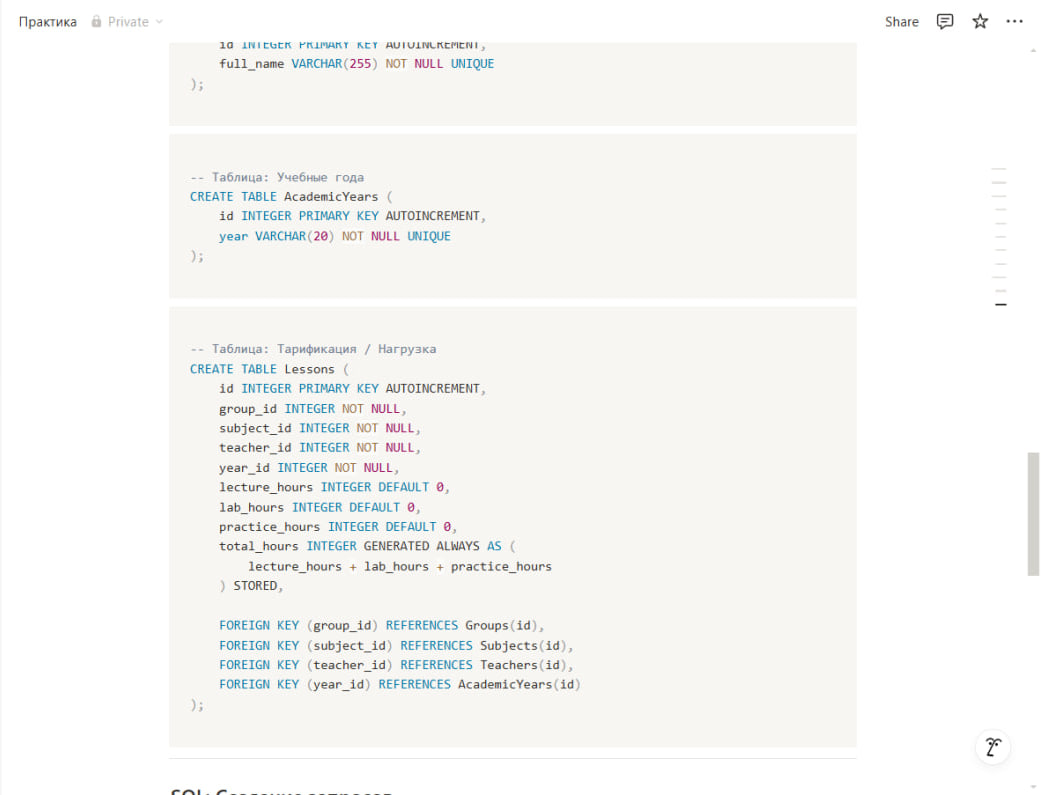 Практика Private Share
id INTEGER PRIMARY KEY AUTOINCREMENT,
full_name VARCHAR(255) NOT NULL UNIQUE
);
-- Таблица: Учебные года
CREATE TABLE AcademicYears (
id INTEGER PRIMARY KEY AUTOINCREMENT,
year VARCHAR(20) NOT NULL UNIQUE
);
-- Таблица: Тарификация / Нагрузка
CREATE TABLE Lessons (
id INTEGER PRIMARY KEY AUTOINCREMENT,
group_id INTEGER NOT NULL,
subject_id INTEGER NOT NULL,
teacher_id INTEGER NOT NULL,
year_id INTEGER NOT NULL,
lecture_hours INTEGER DEFAULT 0,
lab_hours INTEGER DEFAULT 0,
practice_hours INTEGER DEFAULT 0,
total_hours INTEGER GENERATED ALWAYS AS (
lecture_hours + lab_hours + practice_hours
) STORED,
FOREIGN KEY (group_id) REFERENCES Groups(id),
FOREIGN KEY (subject_id) REFERENCES Subjects(id),
FOREIGN KEY (teacher_id) REFERENCES Teachers(id),
FOREIGN KEY (year_id) REFERENCES AcademicYears(id)
);
SQL: Создание запросов